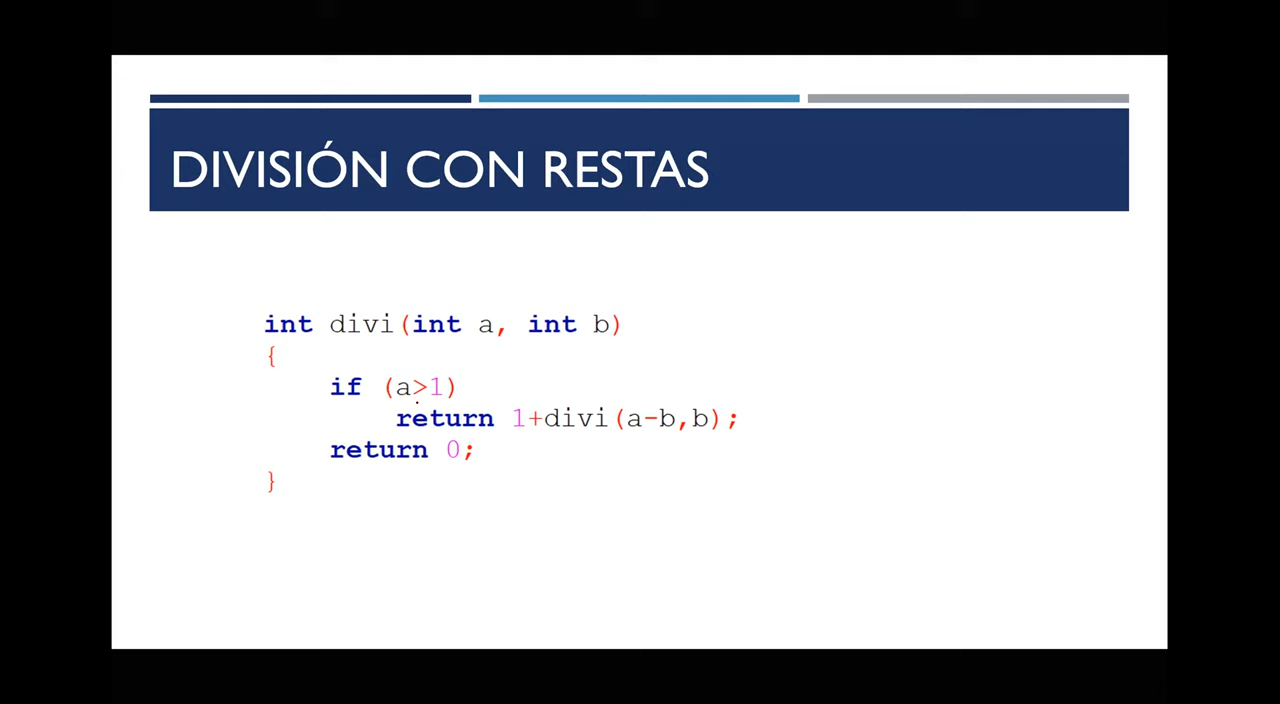 DIVISIÓN CON RESTAS
int divi(int a, int b)
{
if (a>1)
return 1+divi(a-b,b);
return 0;
}